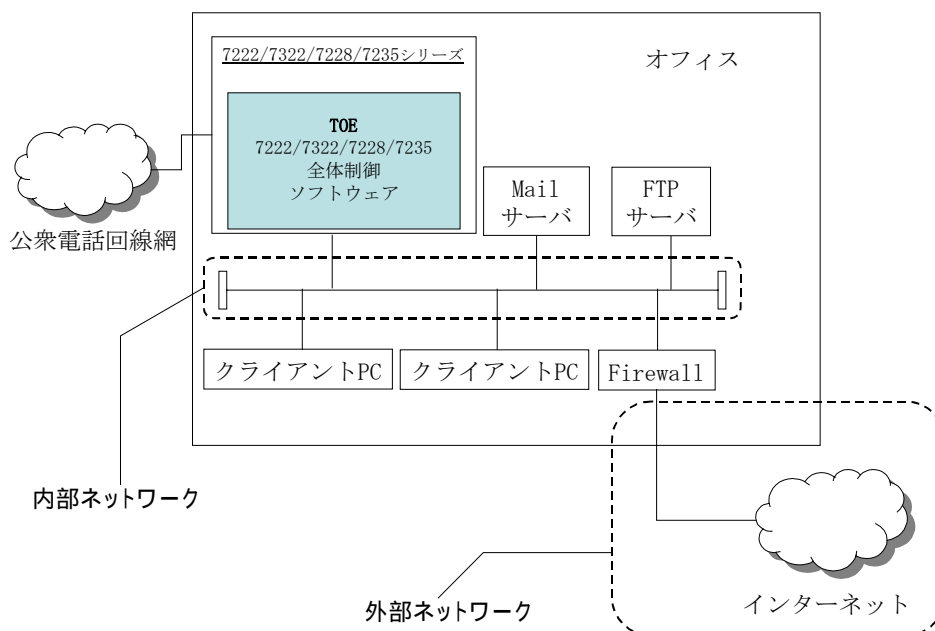 7222/7322/7228/7235シリーズ
オフィス
TOE
7222/7322/7228/7235
全体制御
ソフトウェア
Mail
サーバ
FTP
サーバ
公衆電話回線網
クライアントPC
クライアントPC
Firewall
内部ネットワーク
外部ネットワーク
インターネット